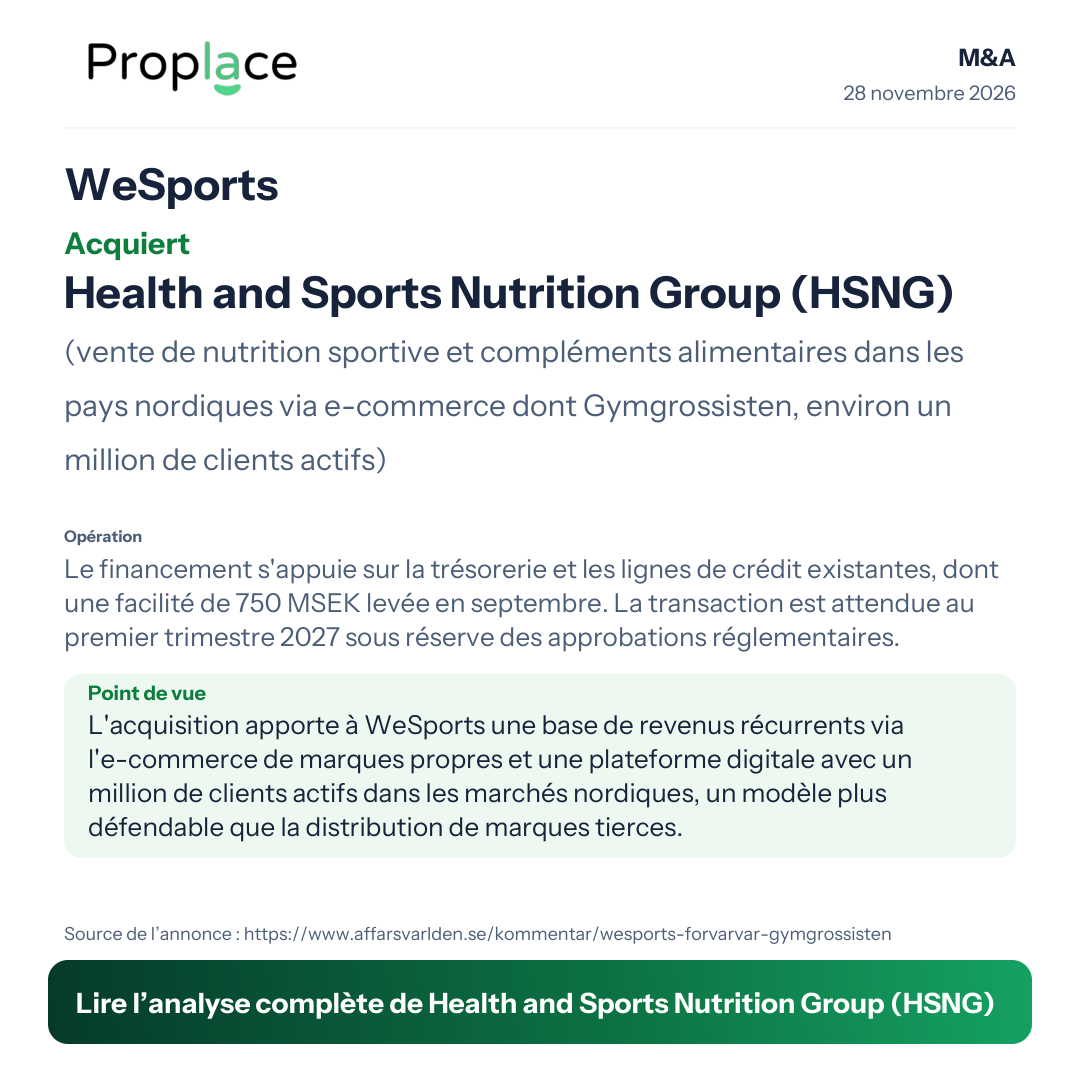 Proplace
M&A
28 novembre 2026
WeSports
Acquiert
Health and Sports Nutrition Group (HSNG)
(vente de nutrition sportive et compléments alimentaires dans les
pays nordiques via e-commerce dont Gymgrossisten, environ un
million de clients actifs)
Opération
Le financement s'appuie sur la trésorerie et les lignes de crédit existantes, dont
une facilité de 750 MSEK levée en septembre. La transaction est attendue au
premier trimestre 2027 sous réserve des approbations réglementaires.
Point de vue
L'acquisition apporte à WeSports une base de revenus récurrents via
l'e-commerce de marques propres et une plateforme digitale avec un
million de clients actifs dans les marchés nordiques, un modèle plus
défendable que la distribution de marques tierces.
Source de l’annonce : https://www.affarsvarlden.se/kommentar/wesports-forvarvar-gymgrossisten
Lire l’analyse complète de Health and Sports Nutrition Group (HSNG)